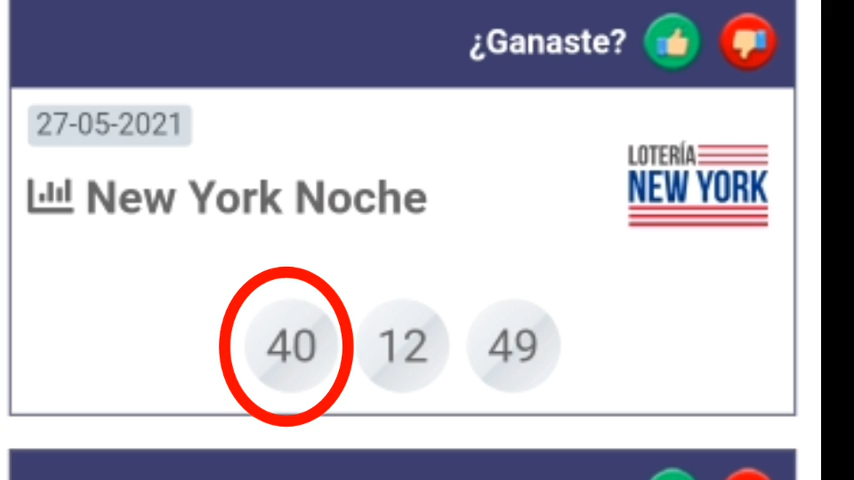 ¿Ganaste?
27-05-2021
LOTERÍA
New York Noche
NEW YORK
40 12 49